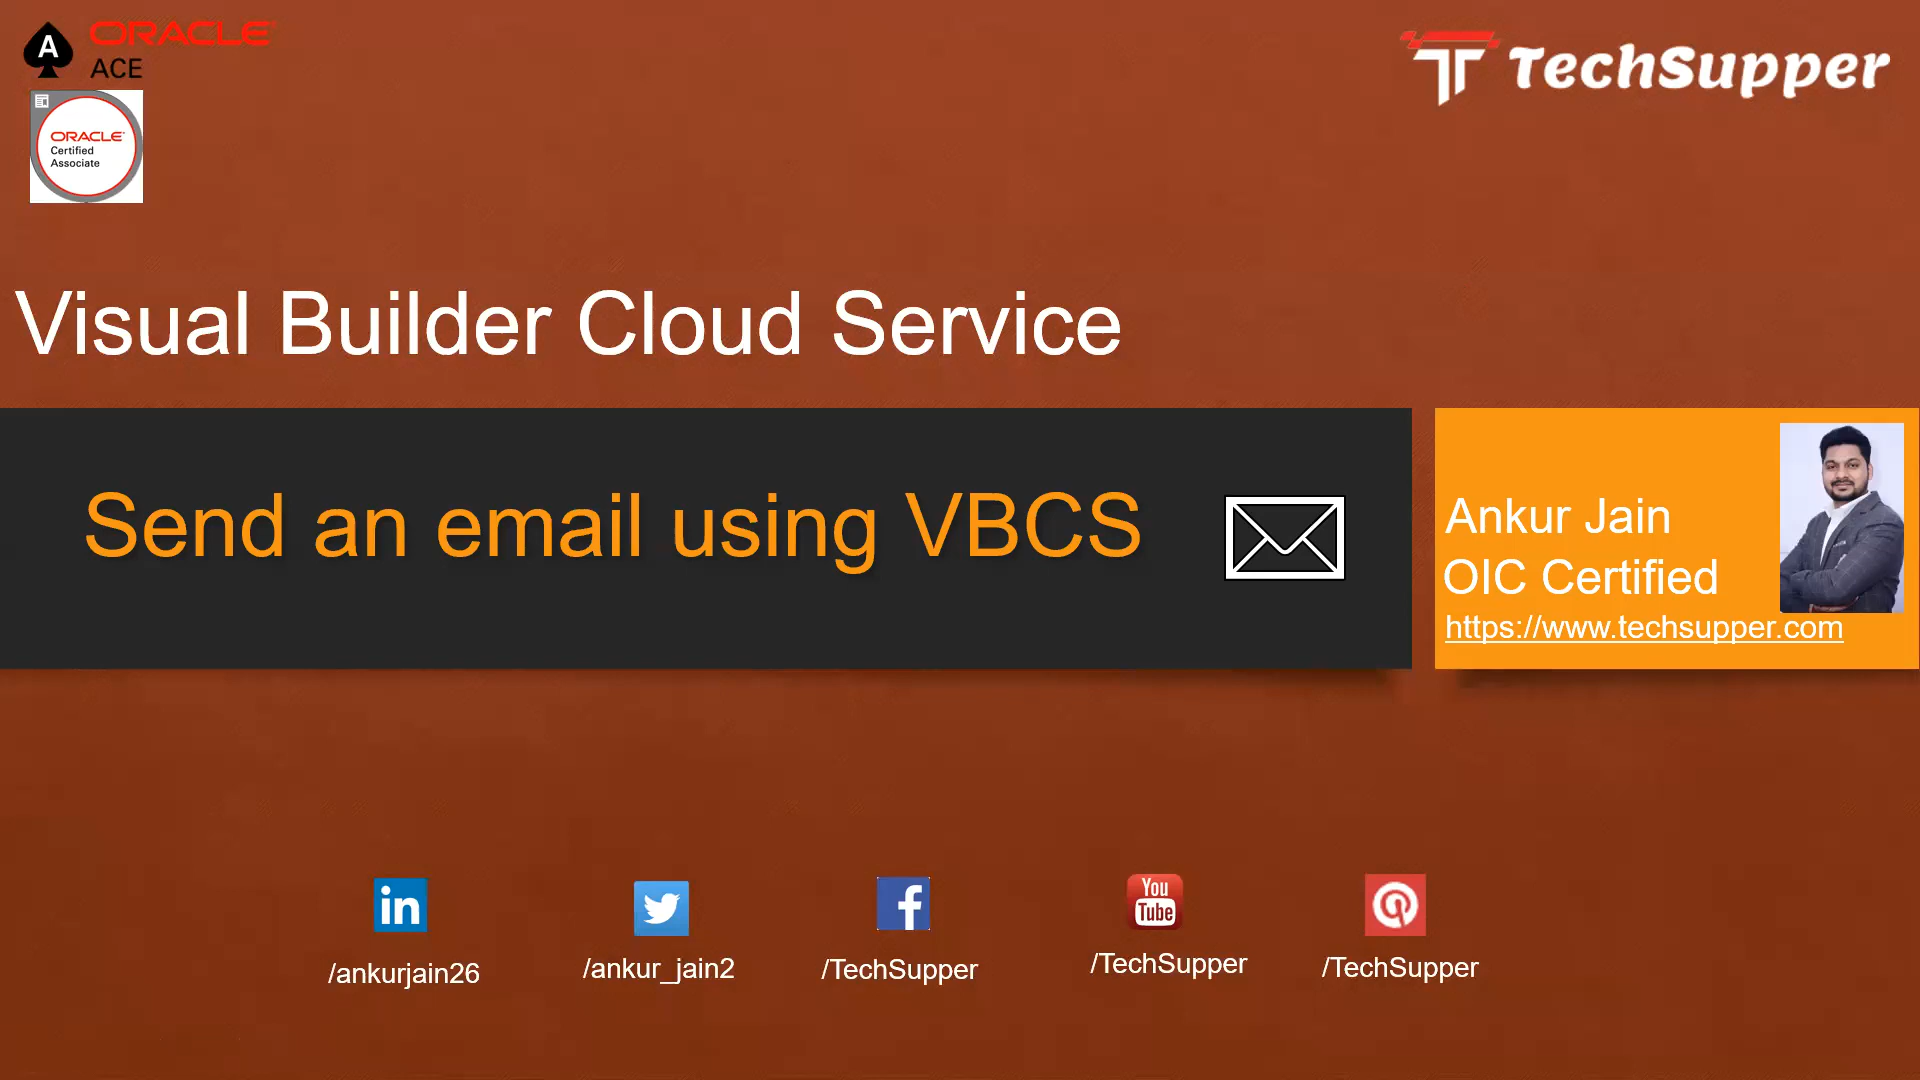 A
ORACLE
ACE
ORACLE
Certified
Associate
TechSupper
Visual Builder Cloud Service
Send an email using VBCS
Ankur Jain
OIC Certified
https://www.techsupper.com
in
You
Tube
/ankurjain26
/ankur_jain2
/TechSupper
/TechSupper
/TechSupper